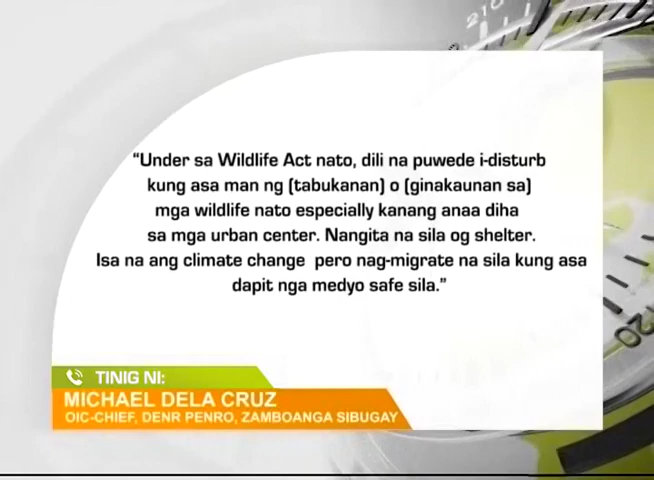 210
"Under sa Wildlife Act nato, dili na puwede i-disturb
kung asa man ng (tabukanan) o (ginakaunan sa)
mga wildlife nato especially kanang anaa diha
sa mga urban center. Nangita na sila og shelter.
Isa na ang climate change pero nag-migrate na sila kung asa
dapit nga medyo safe sila."
120
TINIG NI:
MICHAEL DELA CRUZ
OIC-CHIEF, DENR PENRO, ZAMBOANGA SIBUGAY